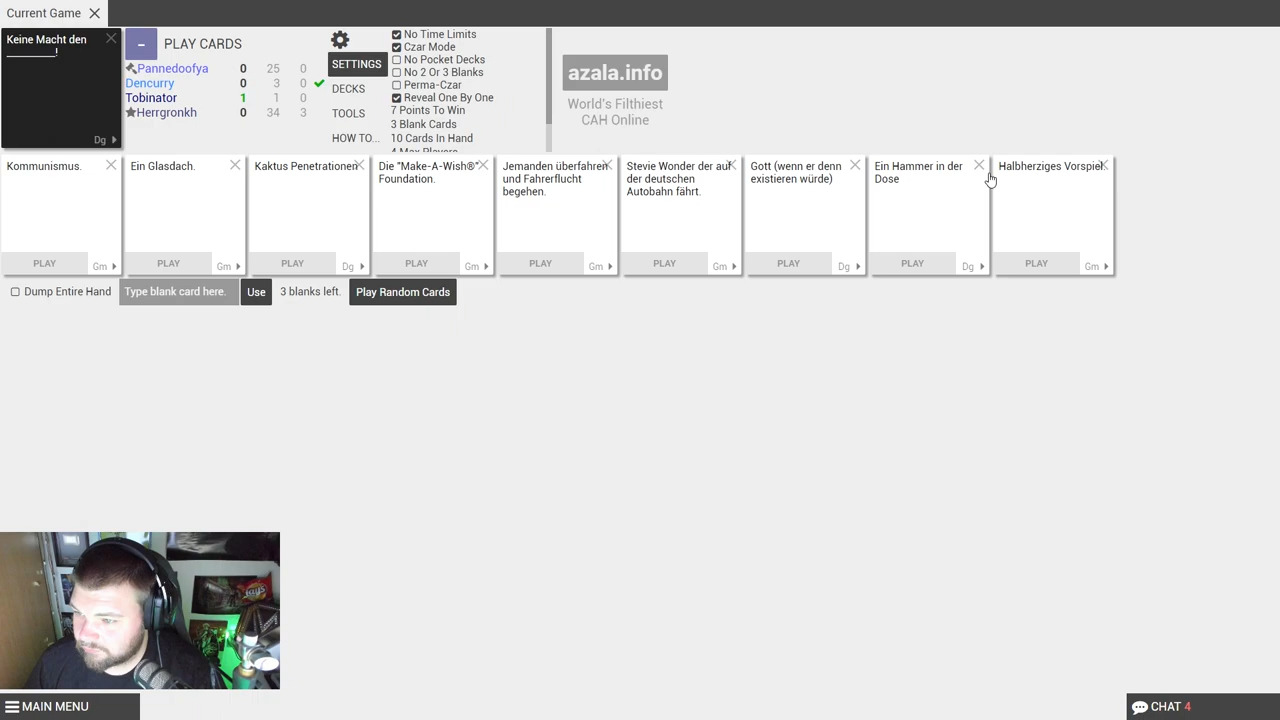 Current Game
Keine Macht den
_________!
Dg
–
PLAY CARDS
Pannedoofya 0 25 0
Dencurry 0 3 0
Tobinator 1 1 0
Herrgronkh 0 34 3
SETTINGS
DECKS
TOOLS
HOW TO...
No Time Limits
Czar Mode
No Pocket Decks
No 2 Or 3 Blanks
Perma-Czar
Reveal One By One
7 Points To Win
3 Blank Cards
10 Cards In Hand
4 Max Players
azala.info
World's Filthiest
CAH Online
Kommunismus.
PLAY
Gm
Ein Glasdach.
PLAY
Gm
Kaktus Penetrationen
PLAY
Dg
Die "Make-A-Wish®"
Foundation.
PLAY
Gm
Jemanden überfahren
und Fahrerflucht
begehen.
PLAY
Gm
Stevie Wonder der auf
der deutschen
Autobahn fährt.
PLAY
Gm
Gott (wenn er denn
existieren würde)
PLAY
Dg
Ein Hammer in der
Dose
PLAY
Dg
Halbherziges Vorspiel.
PLAY
Gm
Dump Entire Hand
Type blank card here.
Use
3 blanks left.
Play Random Cards
MAIN MENU
CHAT 4